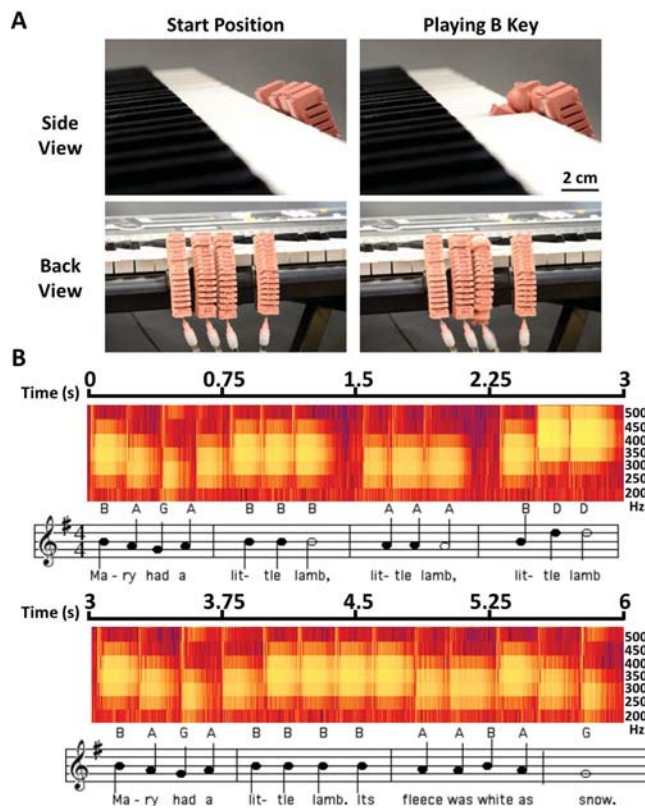 A
Start Position Playing B Key
Side View
2 cm
Back View
B
Time (s) 0 0.75 1.5 2.25 3
500
450
400
350
300
250
200
Hz
B A G A B B B A A A B D D
4
4
Ma-ry had a lit- tle lamb, lit-tle lamb, lit- tle lamb
Time (s) 3 3.75 4.5 5.25 6
500
450
400
350
300
250
200
Hz
B A G A B B B B A A B A G
Ma-ry had a lit- tle lamb. Its fleece was white as snow.